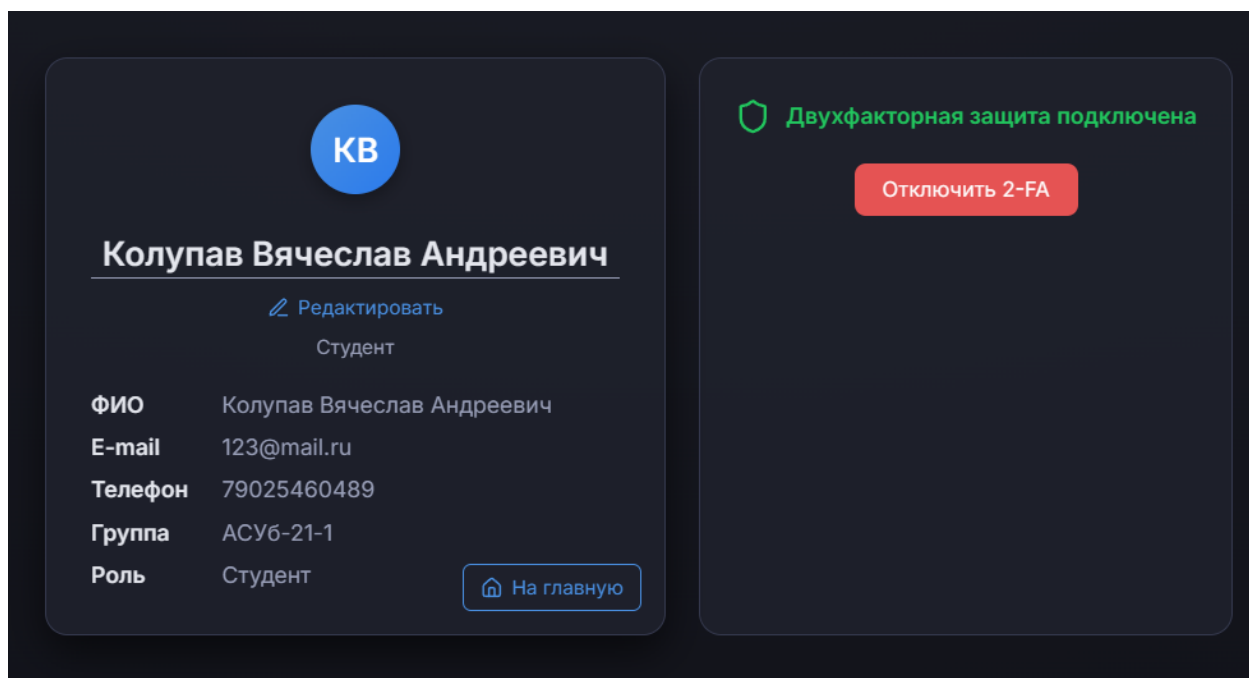 КВ
Колупав Вячеслав Андреевич
Редактировать
Студент
ФИО Колупав Вячеслав Андреевич
E-mail 123@mail.ru
Телефон 79025460489
Группа АСУб-21-1
Роль Студент
На главную
Двухфакторная защита подключена
Отключить 2-FA